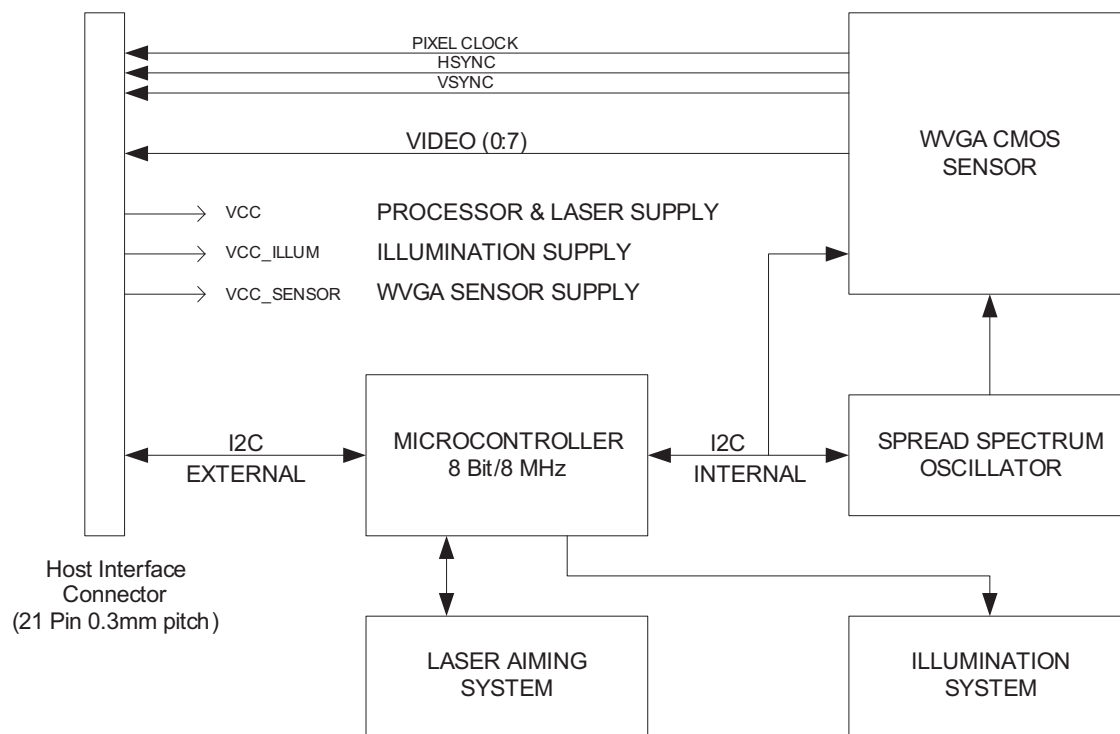 PIXEL CLOCK
HSYNC
VSYNC
VIDEO (0:7)
WVGA CMOS
SENSOR
VCC PROCESSOR & LASER SUPPLY
VCC_ILLUM ILLUMINATION SUPPLY
VCC_SENSOR WVGA SENSOR SUPPLY
I2C
EXTERNAL
MICROCONTROLLER
8 Bit/8 MHz
I2C
INTERNAL
SPREAD SPECTRUM
OSCILLATOR
Host Interface
Connector
(21 Pin 0.3mm pitch)
LASER AIMING
SYSTEM
ILLUMINATION
SYSTEM